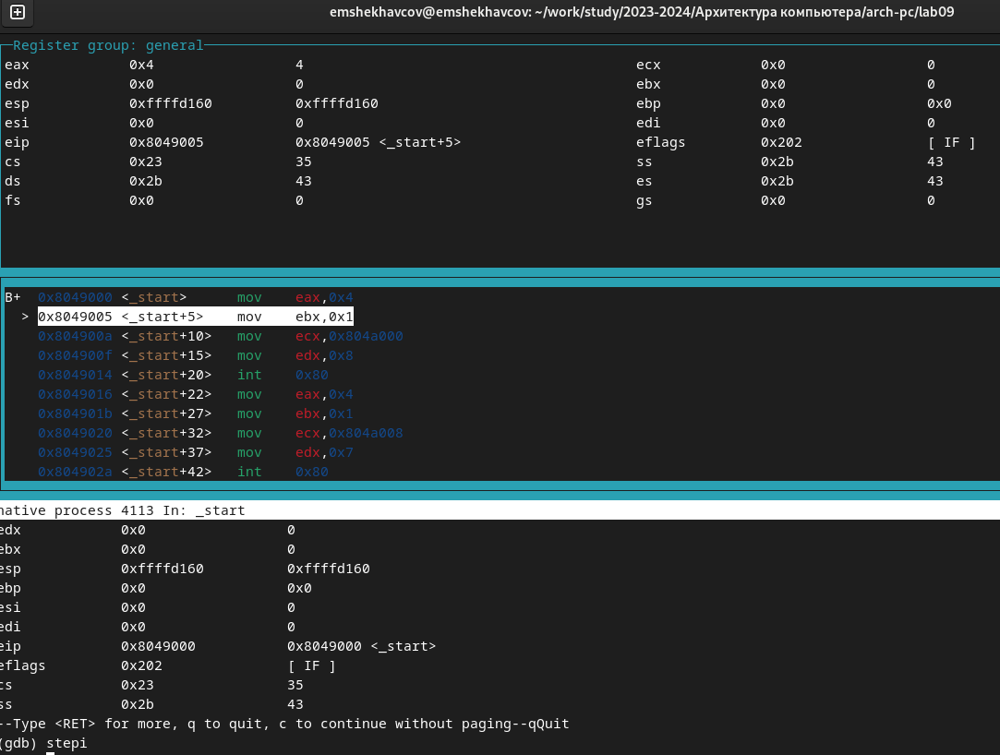 emshekhavcov@emshekhavcov: ~/work/study/2023-2024/Архитектура компьютера/arch-pc/lab09
Register group: general
eax 0x4 4 ecx 0x0 0
edx 0x0 0 ebx 0x0 0
esp 0xffffd160 0xffffd160 ebp 0x0 0x0
esi 0x0 0 edi 0x0 0
eip 0x8049005 0x8049005 <_start+5> eflags 0x202 [ IF ]
cs 0x23 35 ss 0x2b 43
ds 0x2b 43 es 0x2b 43
fs 0x0 0 gs 0x0 0
B+ 0x8049000 <_start> mov eax,0x4
> 0x8049005 <_start+5> mov ebx,0x1
0x804900a <_start+10> mov ecx,0x804a000
0x804900f <_start+15> mov edx,0x8
0x8049014 <_start+20> int 0x80
0x8049016 <_start+22> mov eax,0x4
0x804901b <_start+27> mov ebx,0x1
0x8049020 <_start+32> mov ecx,0x804a008
0x8049025 <_start+37> mov edx,0x7
0x804902a <_start+42> int 0x80
native process 4113 In: _start
edx 0x0 0
ebx 0x0 0
esp 0xffffd160 0xffffd160
ebp 0x0 0x0
esi 0x0 0
edi 0x0 0
eip 0x8049000 0x8049000 <_start>
eflags 0x202 [ IF ]
cs 0x23 35
ss 0x2b 43
--Type <RET> for more, q to quit, c to continue without paging--qQuit
(gdb) stepi